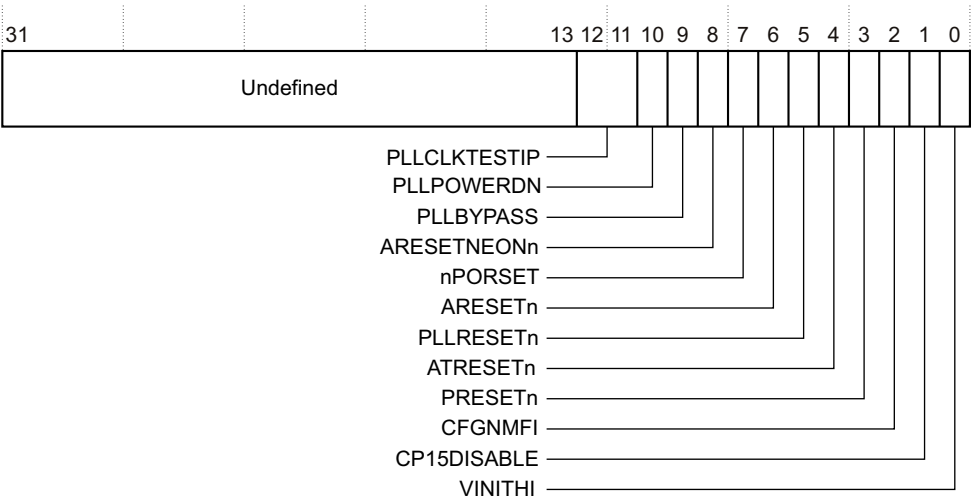 31 13 12 11 10 9 8 7 6 5 4 3 2 1 0
Undefined
PLLCLKTESTIP
PLLPOWERDN
PLLBYPASS
ARESETNEONn
nPORSET
ARESETn
PLLRESETn
ATRESETn
PRESETn
CFGNMFI
CP15DISABLE
VINITHI